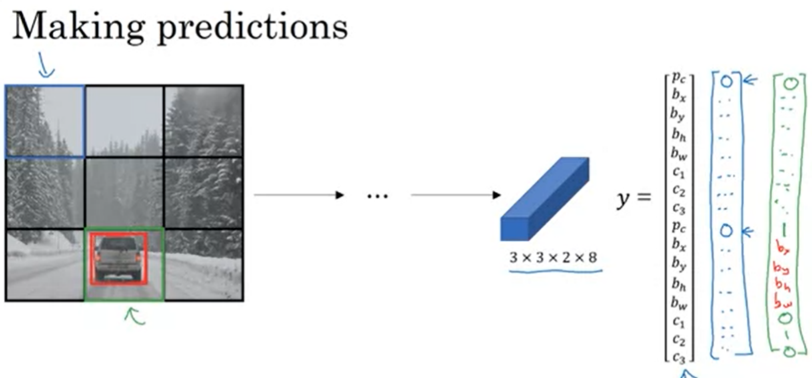 Making predictions
...
3 × 3 × 2 × 8
y =
p_c 0 0
b_x
b_y
b_h
b_w
c_1
c_2
c_3
p_c 0 1
b_x b_x
b_y b_y
b_h b_h
b_w b_w
c_1 0
c_2 1
c_3 0